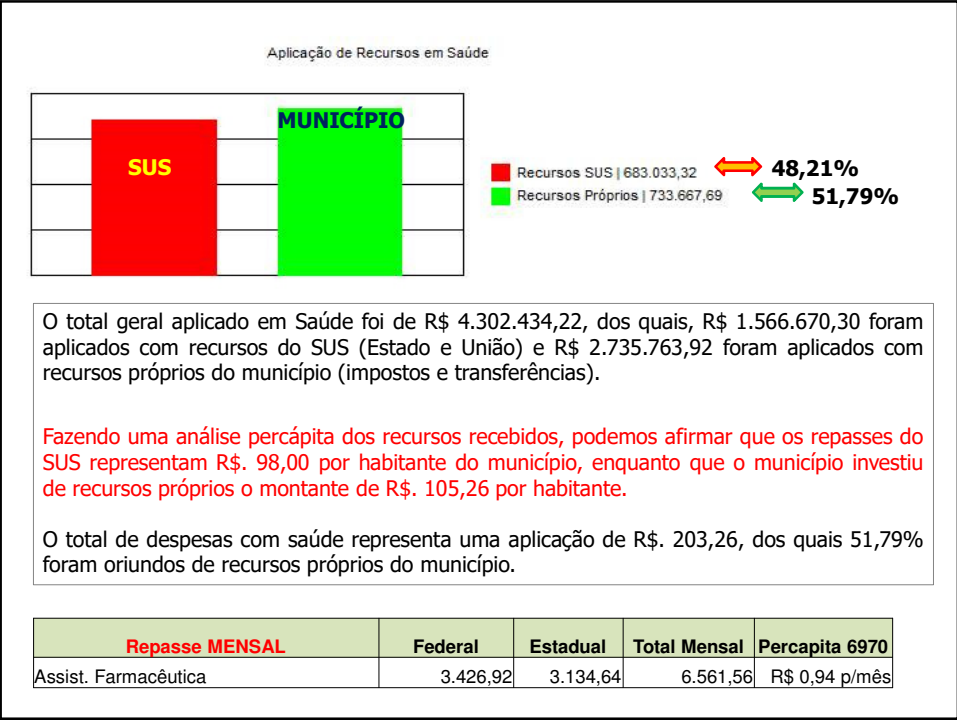 Aplicação de Recursos em Saúde
MUNICÍPIO
SUS
Recursos SUS | 683.033,32 48,21%
Recursos Próprios | 733.667,69 51,79%
O total geral aplicado em Saúde foi de R$ 4.302.434,22, dos quais, R$ 1.566.670,30 foram
aplicados com recursos do SUS (Estado e União) e R$ 2.735.763,92 foram aplicados com
recursos próprios do município (impostos e transferências).
Fazendo uma análise percápita dos recursos recebidos, podemos afirmar que os repasses do
SUS representam R$. 98,00 por habitante do município, enquanto que o município investiu
de recursos próprios o montante de R$. 105,26 por habitante.
O total de despesas com saúde representa uma aplicação de R$. 203,26, dos quais 51,79%
foram oriundos de recursos próprios do município.
Repasse MENSAL Federal Estadual Total Mensal Percapita 6970
Assist. Farmacêutica 3.426,92 3.134,64 6.561,56 R$ 0,94 p/mês